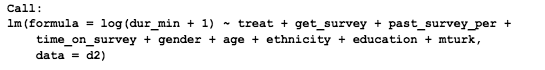 Call:
lm(formula = log(dur_min + 1) ~ treat + get_survey + past_survey_per +
    time_on_survey + gender + age + ethnicity + education + mturk,
    data = d2)